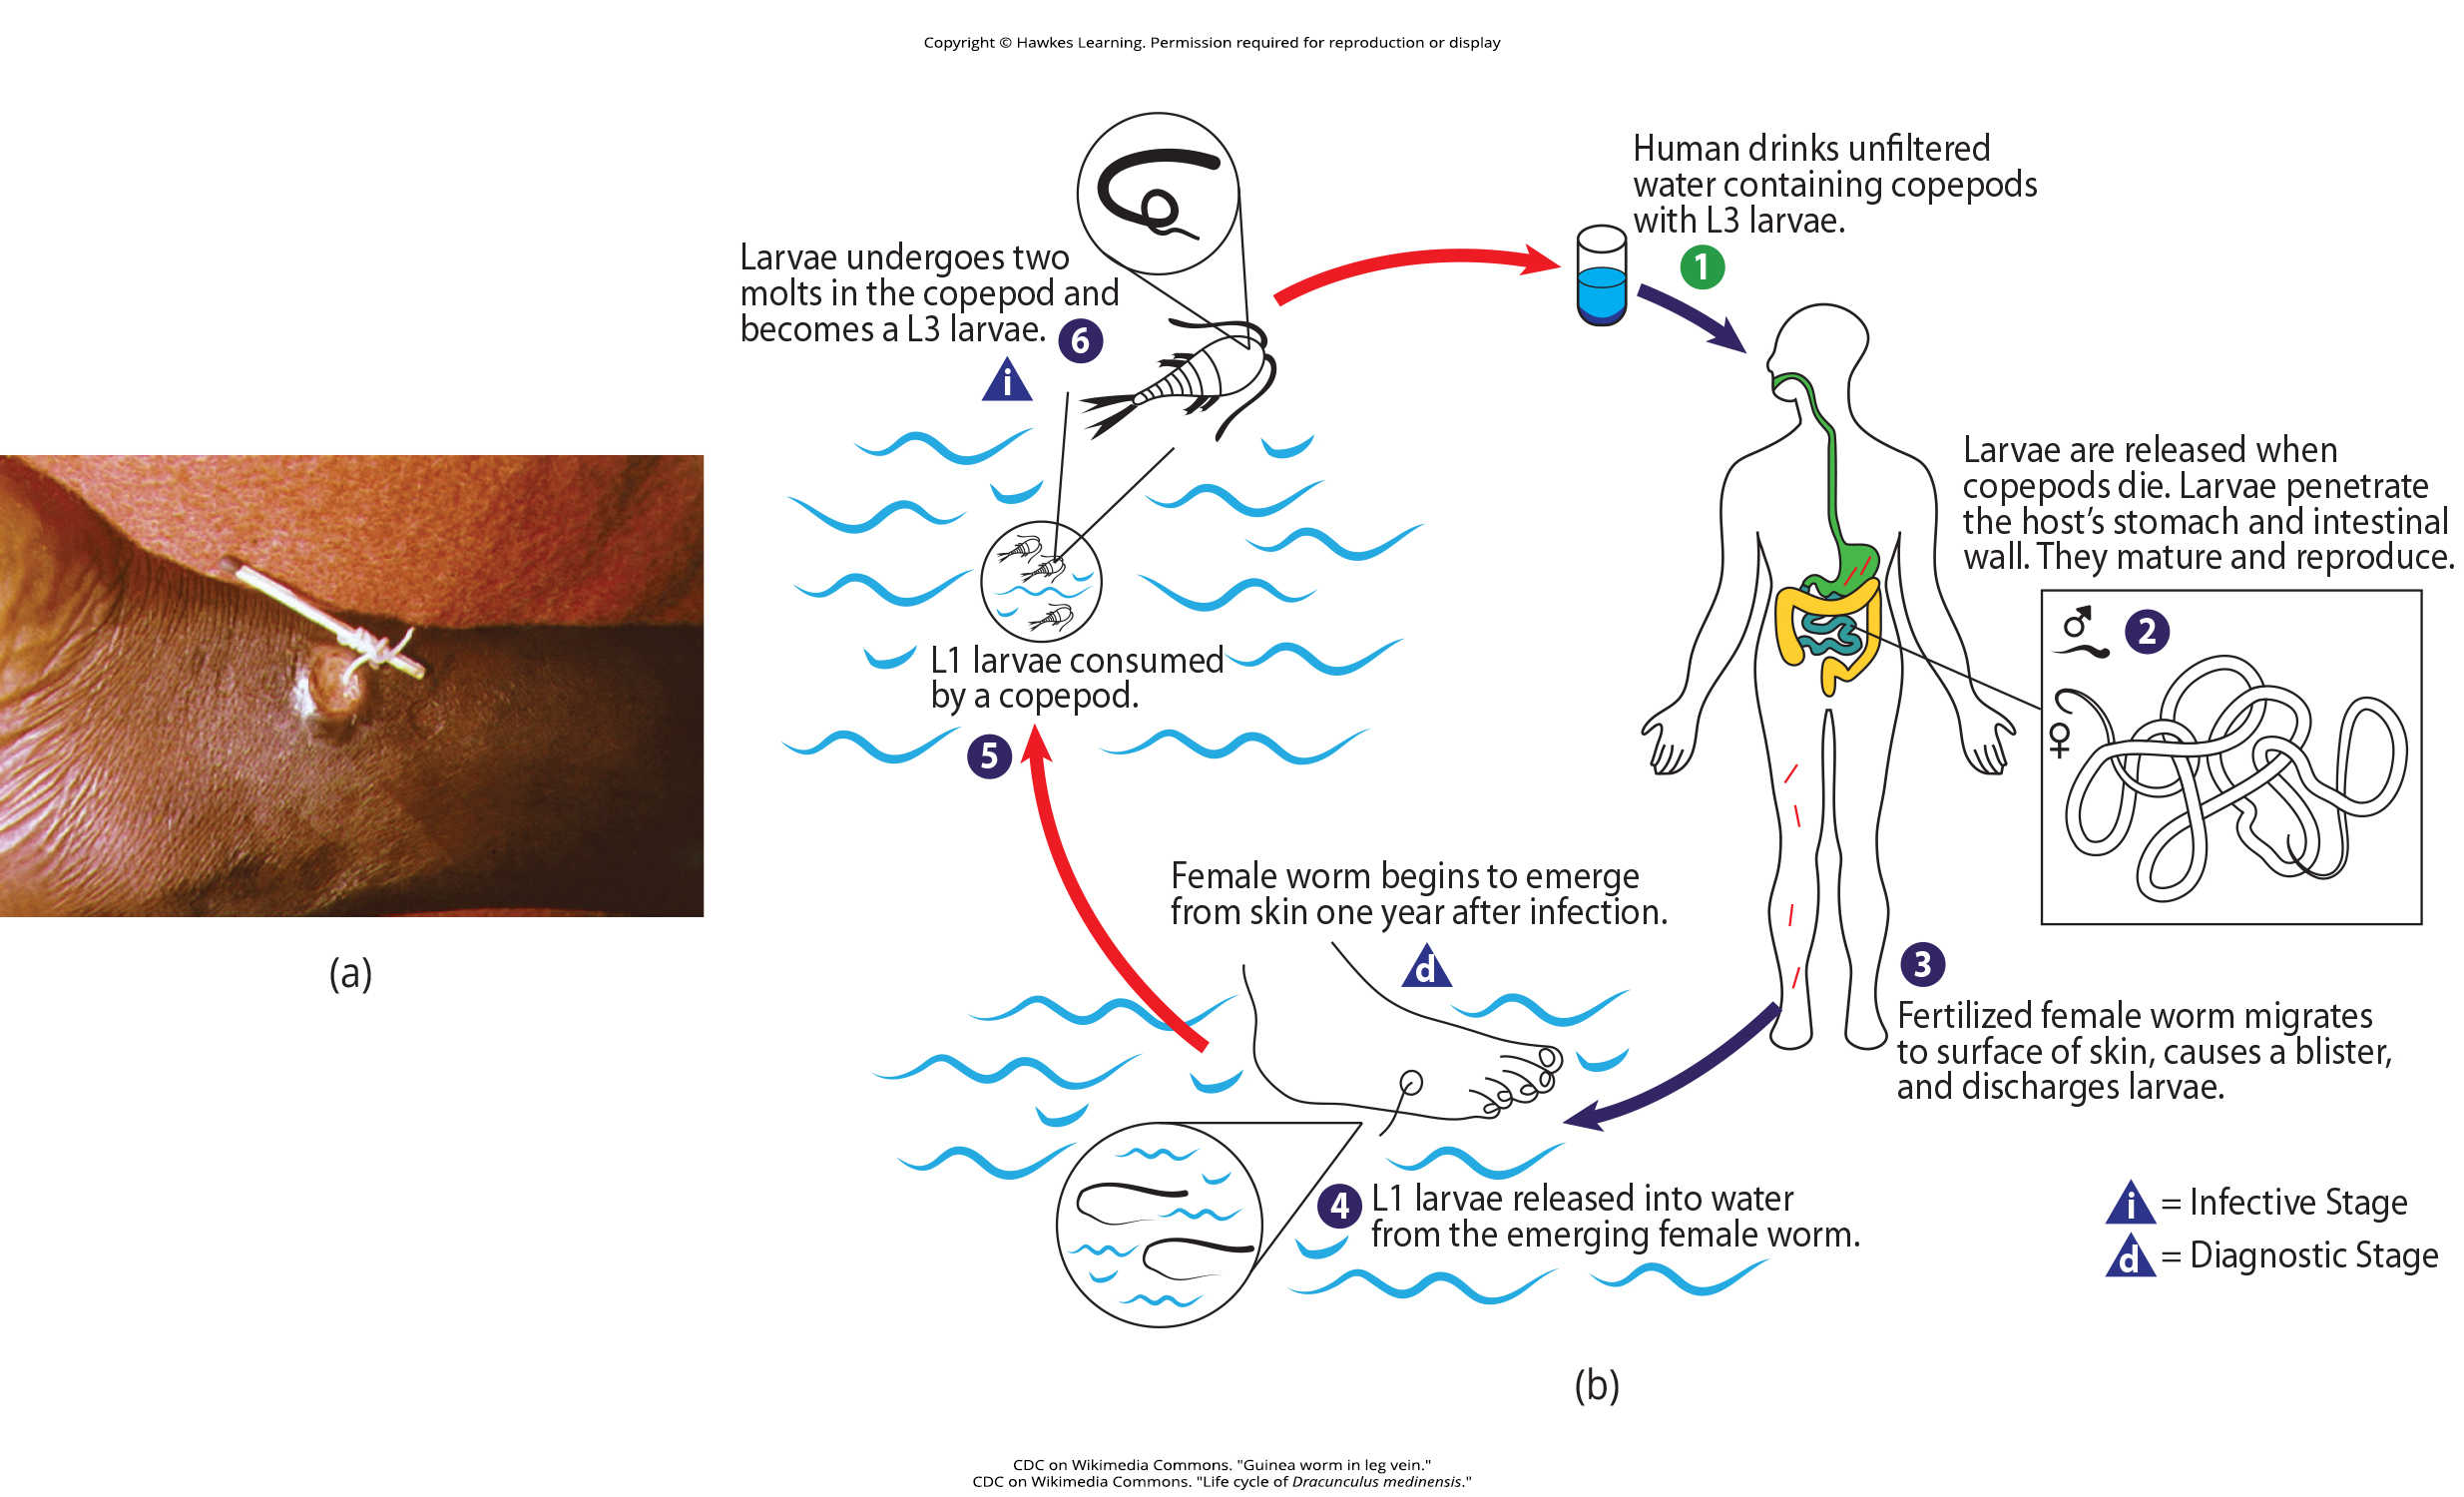 Copyright © Hawkes Learning. Permission required for reproduction or display
Human drinks unfiltered
water containing copepods
with L3 larvae.
1
Larvae are released when
copepods die. Larvae penetrate
the host's stomach and intestinal
wall. They mature and reproduce.
♂
2
♀
3
Fertilized female worm migrates
to surface of skin, causes a blister,
and discharges larvae.
Female worm begins to emerge
from skin one year after infection.
d
4
L1 larvae released into water
from the emerging female worm.
L1 larvae consumed
by a copepod.
5
Larvae undergoes two
molts in the copepod and
becomes a L3 larvae.
6
i
i = Infective Stage
d = Diagnostic Stage
(a)
(b)
CDC on Wikimedia Commons. "Guinea worm in leg vein."
CDC on Wikimedia Commons. "Life cycle of Dracunculus medinensis."